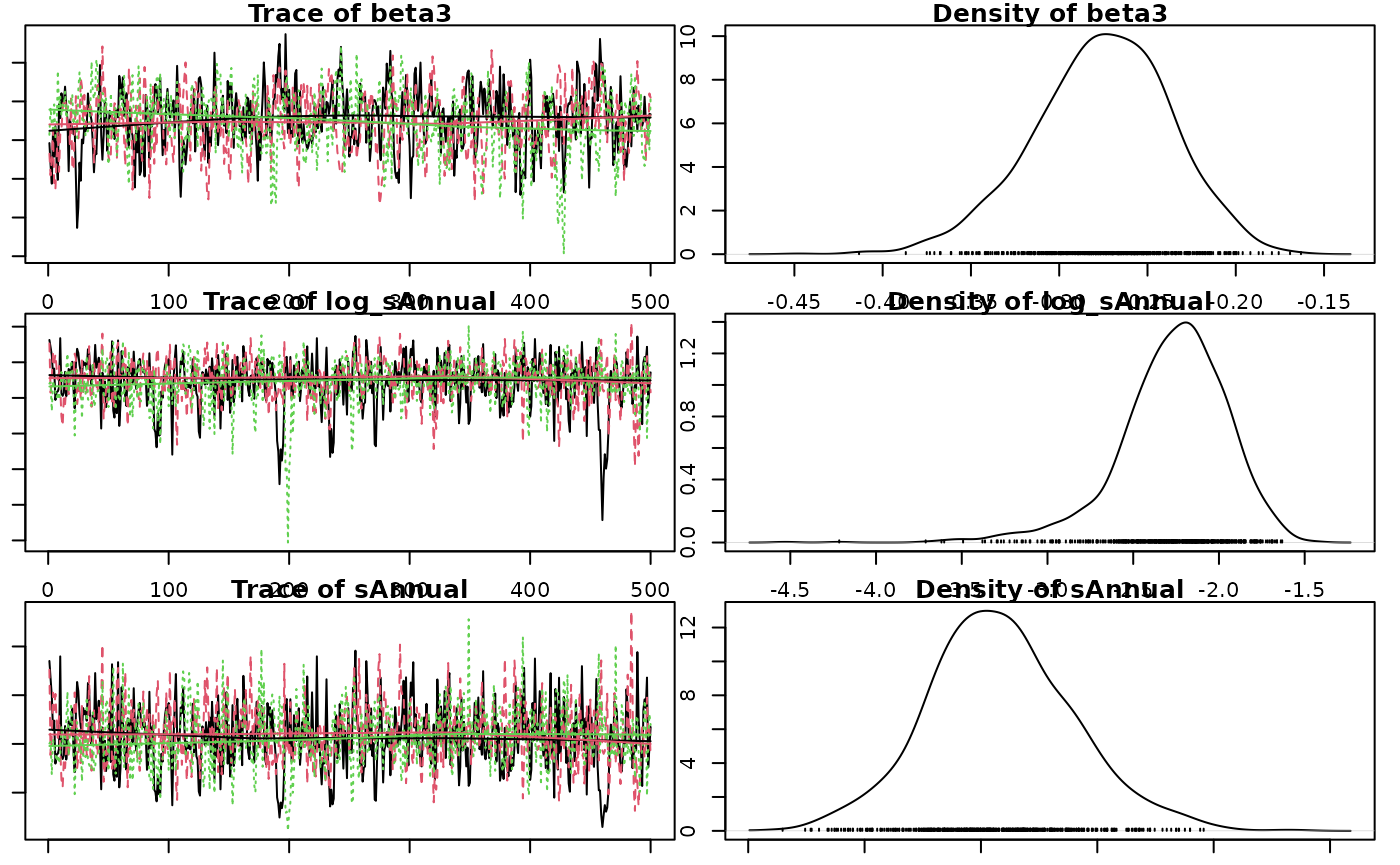 Trace of beta3
Density of beta3
0 2 4 6 8 10
0 100 200 300 400 500
-0.45 -0.40 -0.35 -0.30 -0.25 -0.20 -0.15
Trace of log_sAnnual
Density of log_sAnnual
0.0 0.4 0.8 1.2
0 100 200 300 400 500
-4.5 -4.0 -3.5 -3.0 -2.5 -2.0 -1.5
Trace of sAnnual
Density of sAnnual
0 4 8 12